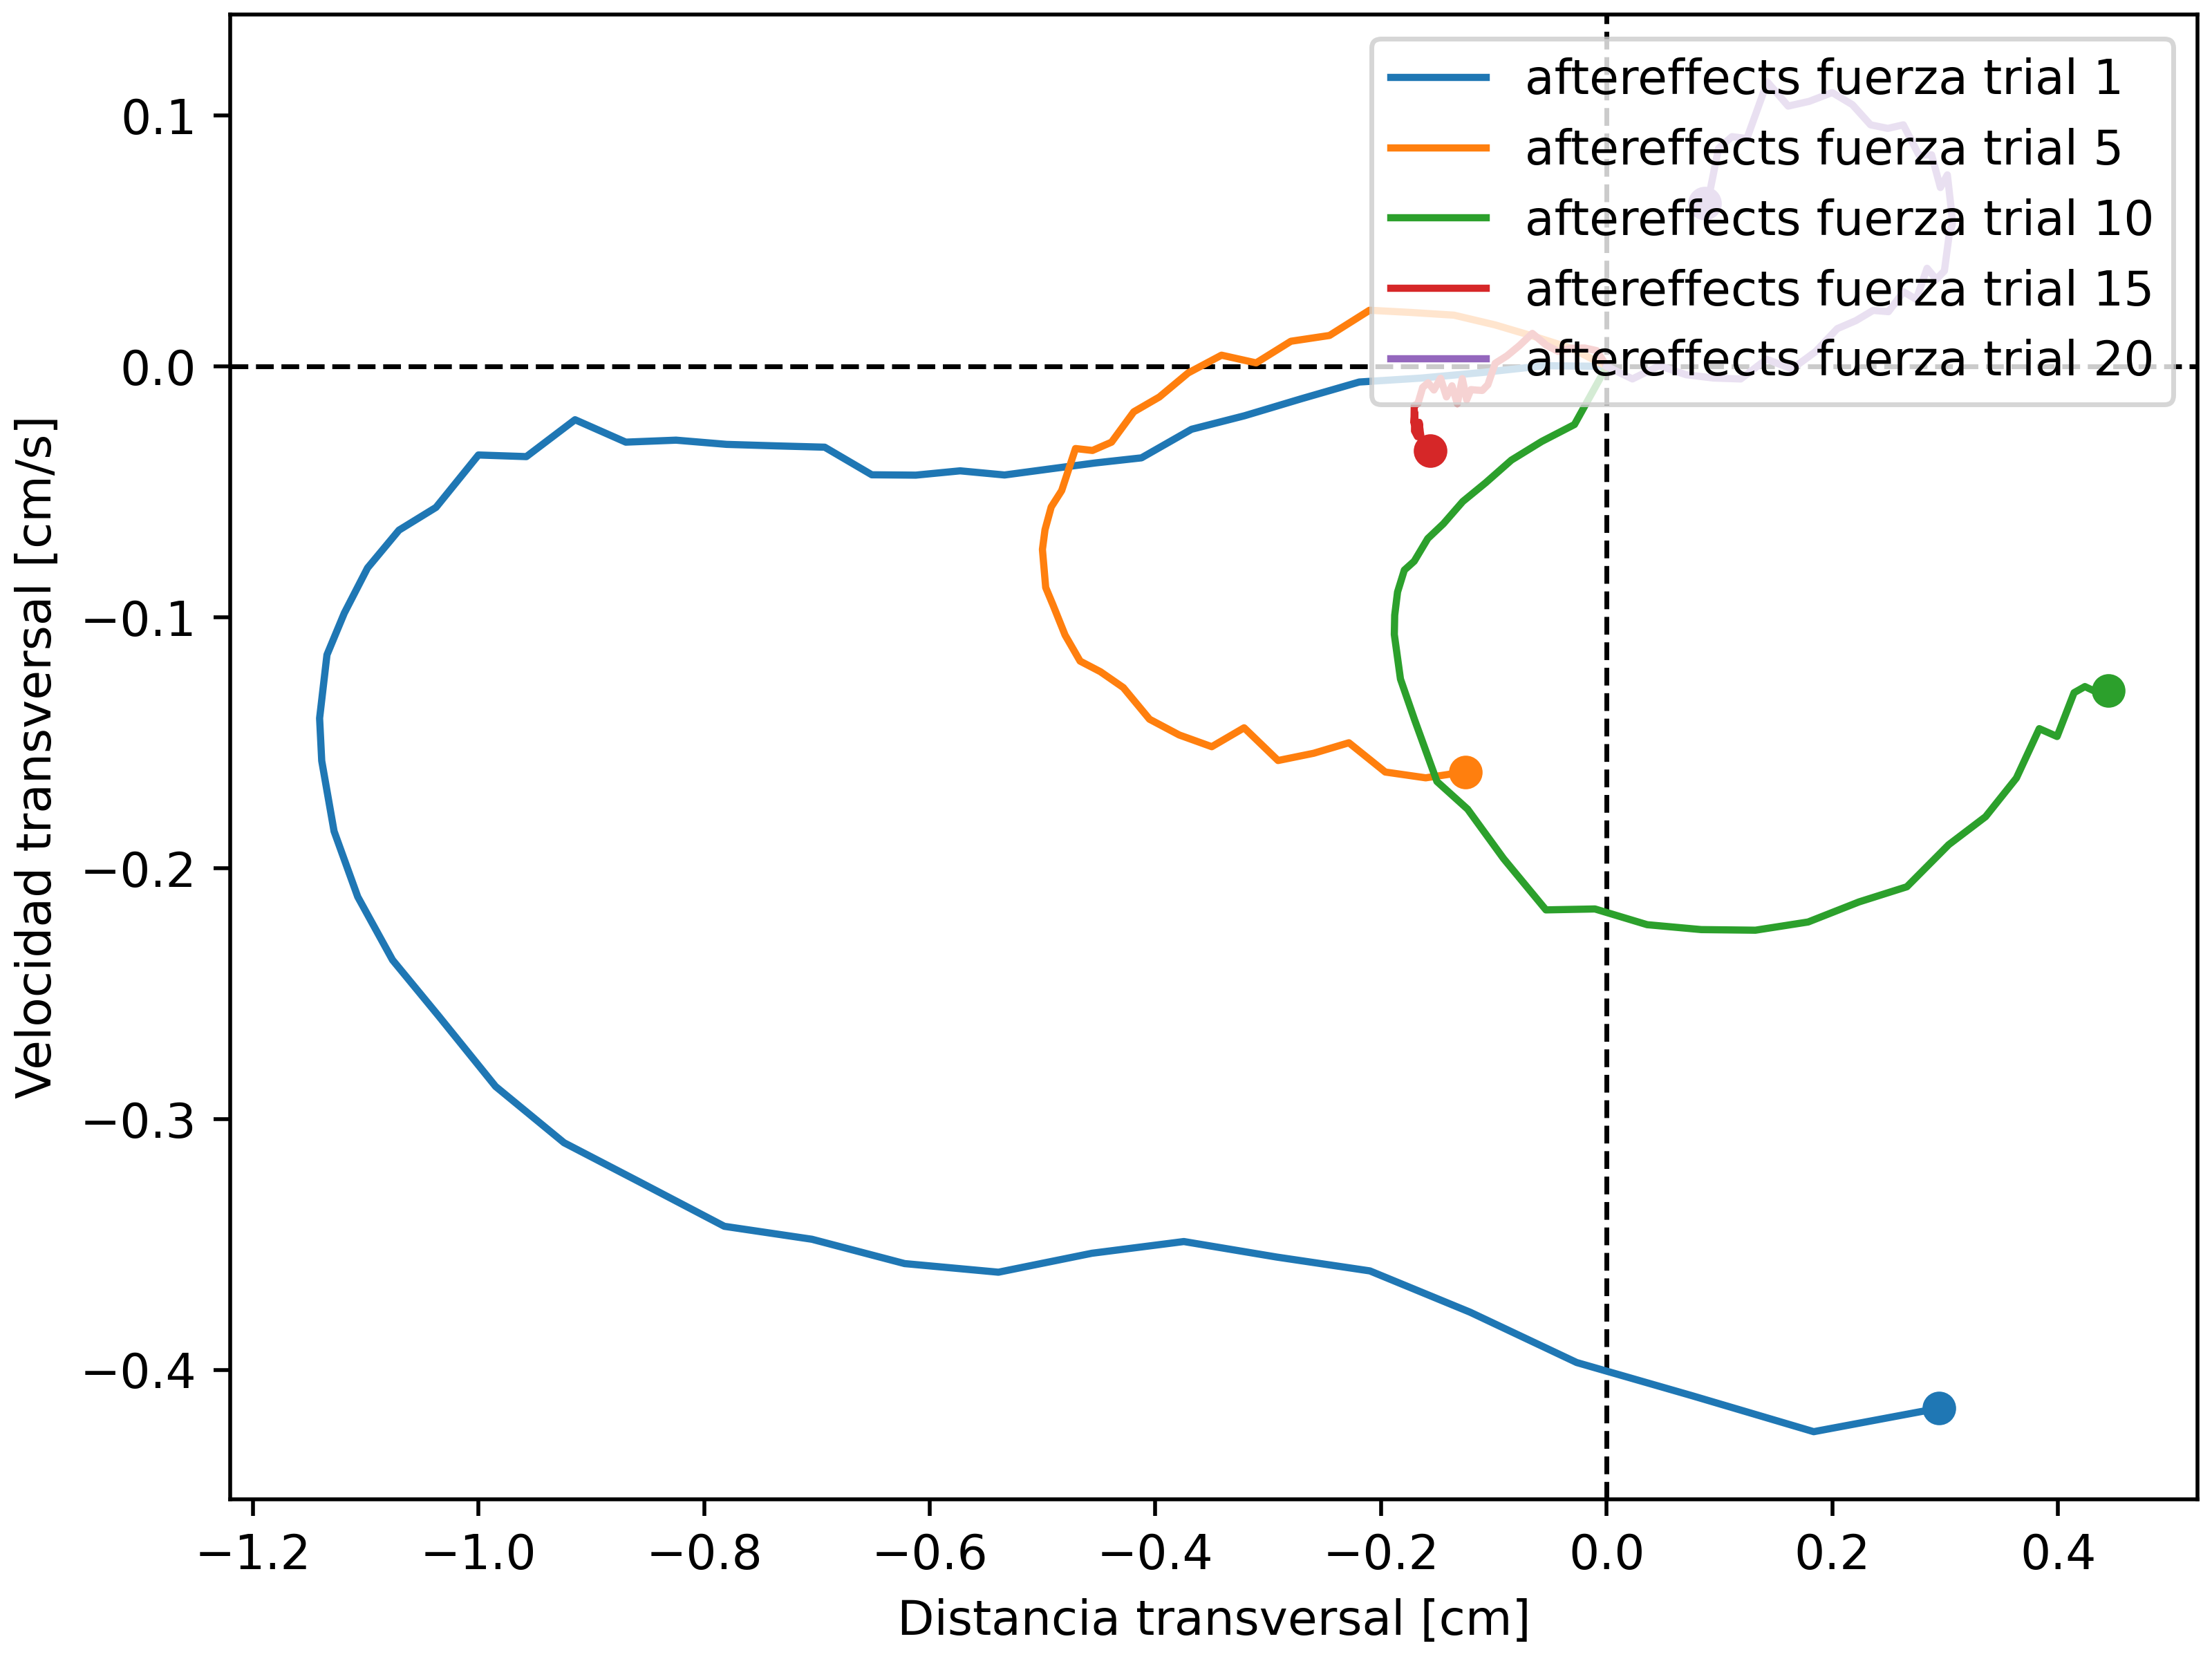 aftereffects fuerza trial 1
aftereffects fuerza trial 5
aftereffects fuerza trial 10
aftereffects fuerza trial 15
aftereffects fuerza trial 20
Velocidad transversal [cm/s]
0.1
0.0
−0.1
−0.2
−0.3
−0.4
−1.2 −1.0 −0.8 −0.6 −0.4 −0.2 0.0 0.2 0.4
Distancia transversal [cm]